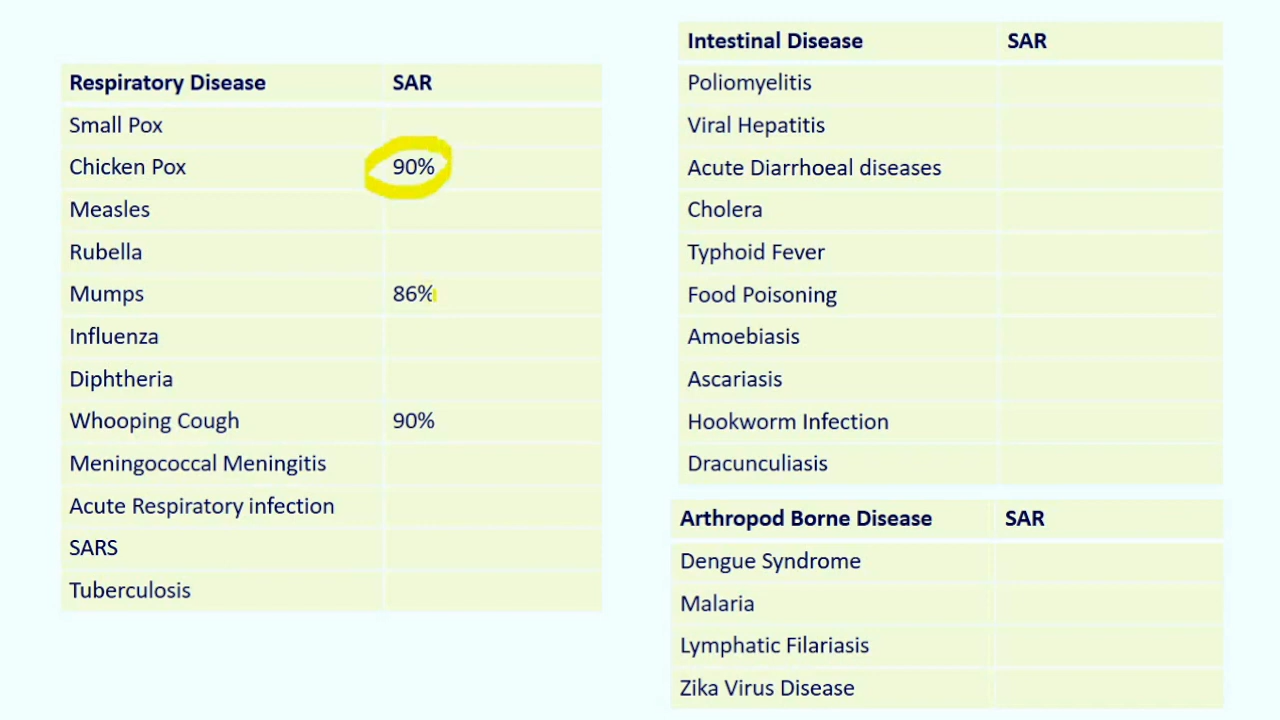 Respiratory Disease SAR
Small Pox
Chicken Pox 90%
Measles
Rubella
Mumps 86%
Influenza
Diphtheria
Whooping Cough 90%
Meningococcal Meningitis
Acute Respiratory infection
SARS
Tuberculosis
Intestinal Disease SAR
Poliomyelitis
Viral Hepatitis
Acute Diarrhoeal diseases
Cholera
Typhoid Fever
Food Poisoning
Amoebiasis
Ascariasis
Hookworm Infection
Dracunculiasis
Arthropod Borne Disease SAR
Dengue Syndrome
Malaria
Lymphatic Filariasis
Zika Virus Disease